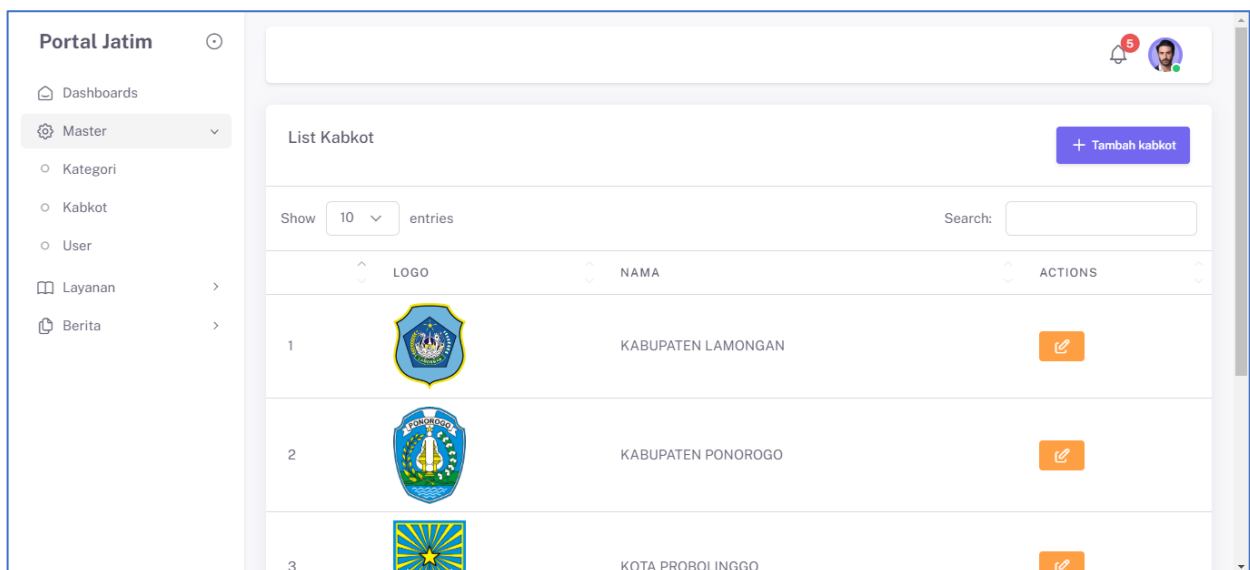 Portal Jatim
5
Dashboards
Master
Kategori
Kabkot
User
Layanan
Berita
List Kabkot
Tambah kabkot
Show 10 entries
Search:
LOGO NAMA ACTIONS
1 KABUPATEN LAMONGAN
PONOROGO
2 KABUPATEN PONOROGO
3 KOTA PROBOLINGGO